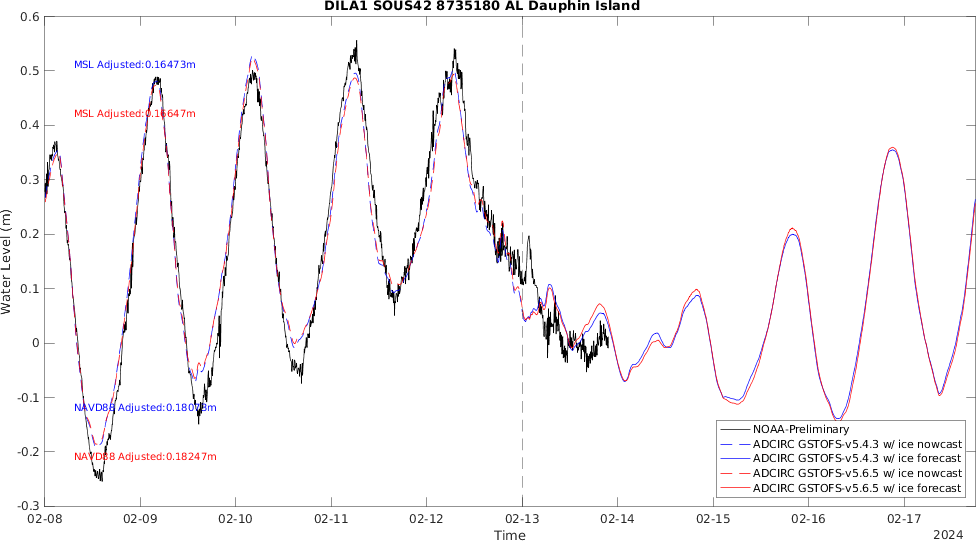 DILA1 SOUS42 8735180 AL Dauphin Island
Water Level (m)
0.6
0.5
0.4
0.3
0.2
0.1
0
-0.1
-0.2
-0.3
MSL Adjusted:0.16473m
MSL Adjusted:0.16647m
NAVD88 Adjusted:0.18073m
NAVD88 Adjusted:0.18247m
NOAA-Preliminary
ADCIRC GSTOFS-v5.4.3 w/ ice nowcast
ADCIRC GSTOFS-v5.4.3 w/ ice forecast
ADCIRC GSTOFS-v5.6.5 w/ ice nowcast
ADCIRC GSTOFS-v5.6.5 w/ ice forecast
02-08 02-09 02-10 02-11 02-12 02-13 02-14 02-15 02-16 02-17
Time
2024